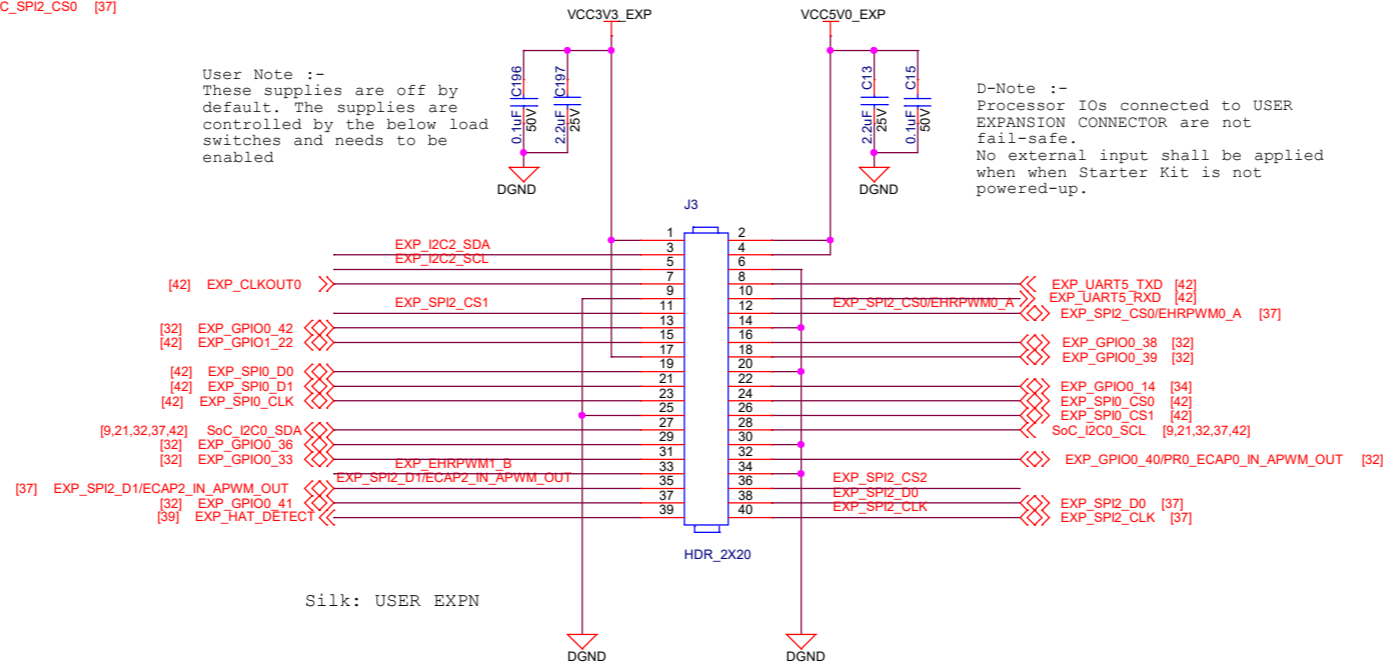 C_SPI2_CS0 [37]
VCC3V3_EXP
VCC5V0_EXP
User Note :-
These supplies are off by
default. The supplies are
controlled by the below load
switches and needs to be
enabled
C196
0.1uF
50V
C197
2.2uF
25V
DGND
C13
2.2uF
25V
C15
0.1uF
50V
DGND
D-Note :-
Processor IOs connected to USER
EXPANSION CONNECTOR are not
fail-safe.
No external input shall be applied
when when Starter Kit is not
powered-up.
J3
1 2
EXP_I2C2_SDA 3 4
EXP_I2C2_SCL 5 6
[42] EXP_CLKOUT0 7 8 EXP_UART5_TXD [42]
9 10 EXP_UART5_RXD [42]
EXP_SPI2_CS1 11 12 EXP_SPI2_CS0/EHRPWM0_A EXP_SPI2_CS0/EHRPWM0_A [37]
[32] EXP_GPIO0_42 13 14
[42] EXP_GPIO1_22 15 16 EXP_GPIO0_38 [32]
17 18 EXP_GPIO0_39 [32]
[42] EXP_SPI0_D0 19 20
[42] EXP_SPI0_D1 21 22 EXP_GPIO0_14 [34]
[42] EXP_SPI0_CLK 23 24 EXP_SPI0_CS0 [42]
25 26 EXP_SPI0_CS1 [42]
[9,21,32,37,42] SoC_I2C0_SDA 27 28 SoC_I2C0_SCL [9,21,32,37,42]
[32] EXP_GPIO0_36 29 30
[32] EXP_GPIO0_33 31 32 EXP_GPIO0_40/PR0_ECAP0_IN_APWM_OUT [32]
EXP_EHRPWM1_B 33 34
[37] EXP_SPI2_D1/ECAP2_IN_APWM_OUT EXP_SPI2_D1/ECAP2_IN_APWM_OUT 35 36 EXP_SPI2_CS2
[32] EXP_GPIO0_41 37 38 EXP_SPI2_D0 EXP_SPI2_D0 [37]
[39] EXP_HAT_DETECT 39 40 EXP_SPI2_CLK EXP_SPI2_CLK [37]
HDR_2X20
Silk: USER EXPN
DGND
DGND